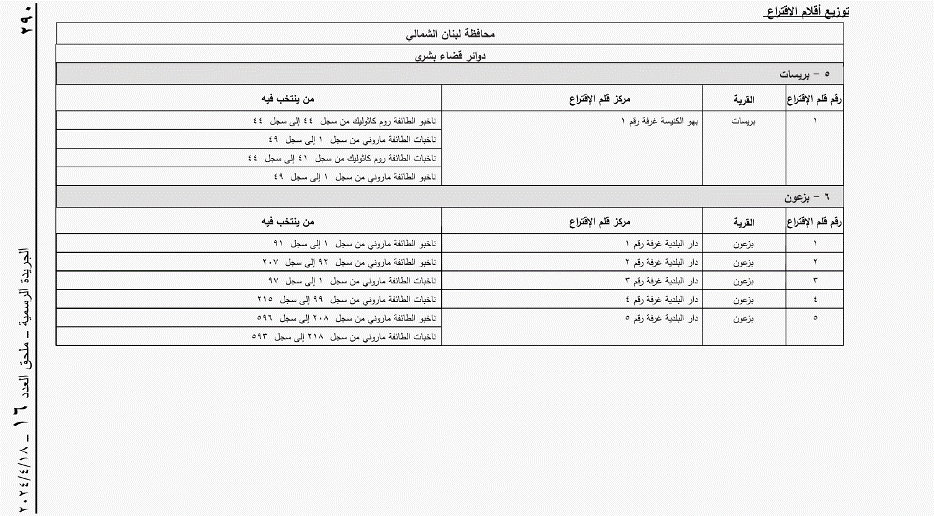 توزيع أقلام الاقتراع
٢٩٠
محافظة لبنان الشمالي
دوائر قضاء بشري
٥ - بريسات
رقم قلم الإقتراع القرية مركز قلم الإقتراع من ينتخب فيه
١ بريسات بهو الكنيسة غرفة رقم ١ ناخبو الطائفة روم كاثوليك من سجل ٤٤ إلى سجل ٤٤
ناخبات الطائفة ماروني من سجل ١ إلى سجل ٤٩
ناخبات الطائفة روم كاثوليك من سجل ٤١ إلى سجل ٤٤
ناخبو الطائفة ماروني من سجل ١ إلى سجل ٤٩
٦ - بزعون
رقم قلم الإقتراع القرية مركز قلم الإقتراع من ينتخب فيه
١ بزعون دار البلدية غرفة رقم ١ ناخبو الطائفة ماروني من سجل ١ إلى سجل ٩١
٢ بزعون دار البلدية غرفة رقم ٢ ناخبو الطائفة ماروني من سجل ٩٢ إلى سجل ٢٠٧
٣ بزعون دار البلدية غرفة رقم ٣ ناخبات الطائفة ماروني من سجل ١ إلى سجل ٩٧
٤ بزعون دار البلدية غرفة رقم ٤ ناخبات الطائفة ماروني من سجل ٩٩ إلى سجل ٢١٥
٥ بزعون دار البلدية غرفة رقم ٥ ناخبو الطائفة ماروني من سجل ٢٠٨ إلى سجل ٥٩٦
ناخبات الطائفة ماروني من سجل ٢١٨ إلى سجل ٥٩٣
الجريدة الرسمية – ملحق العدد ١٦ – ٢٠٢٤/٤/١٨